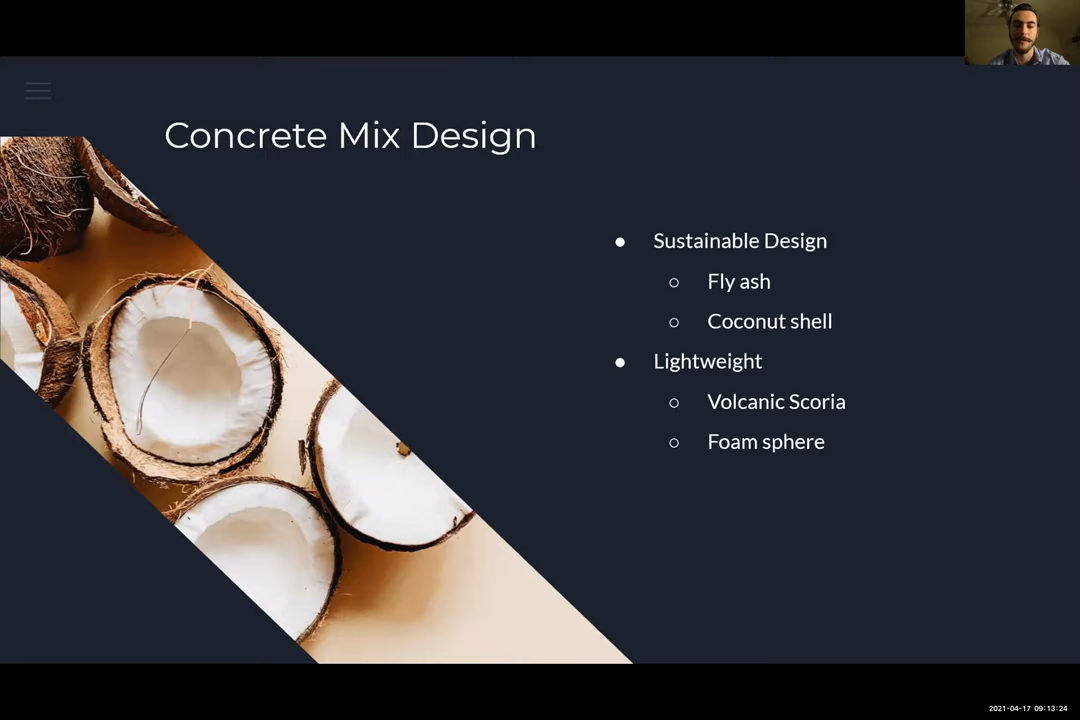 Concrete Mix Design
● Sustainable Design
○ Fly ash
○ Coconut shell
● Lightweight
○ Volcanic Scoria
○ Foam sphere
2021-04-17 09:13:24